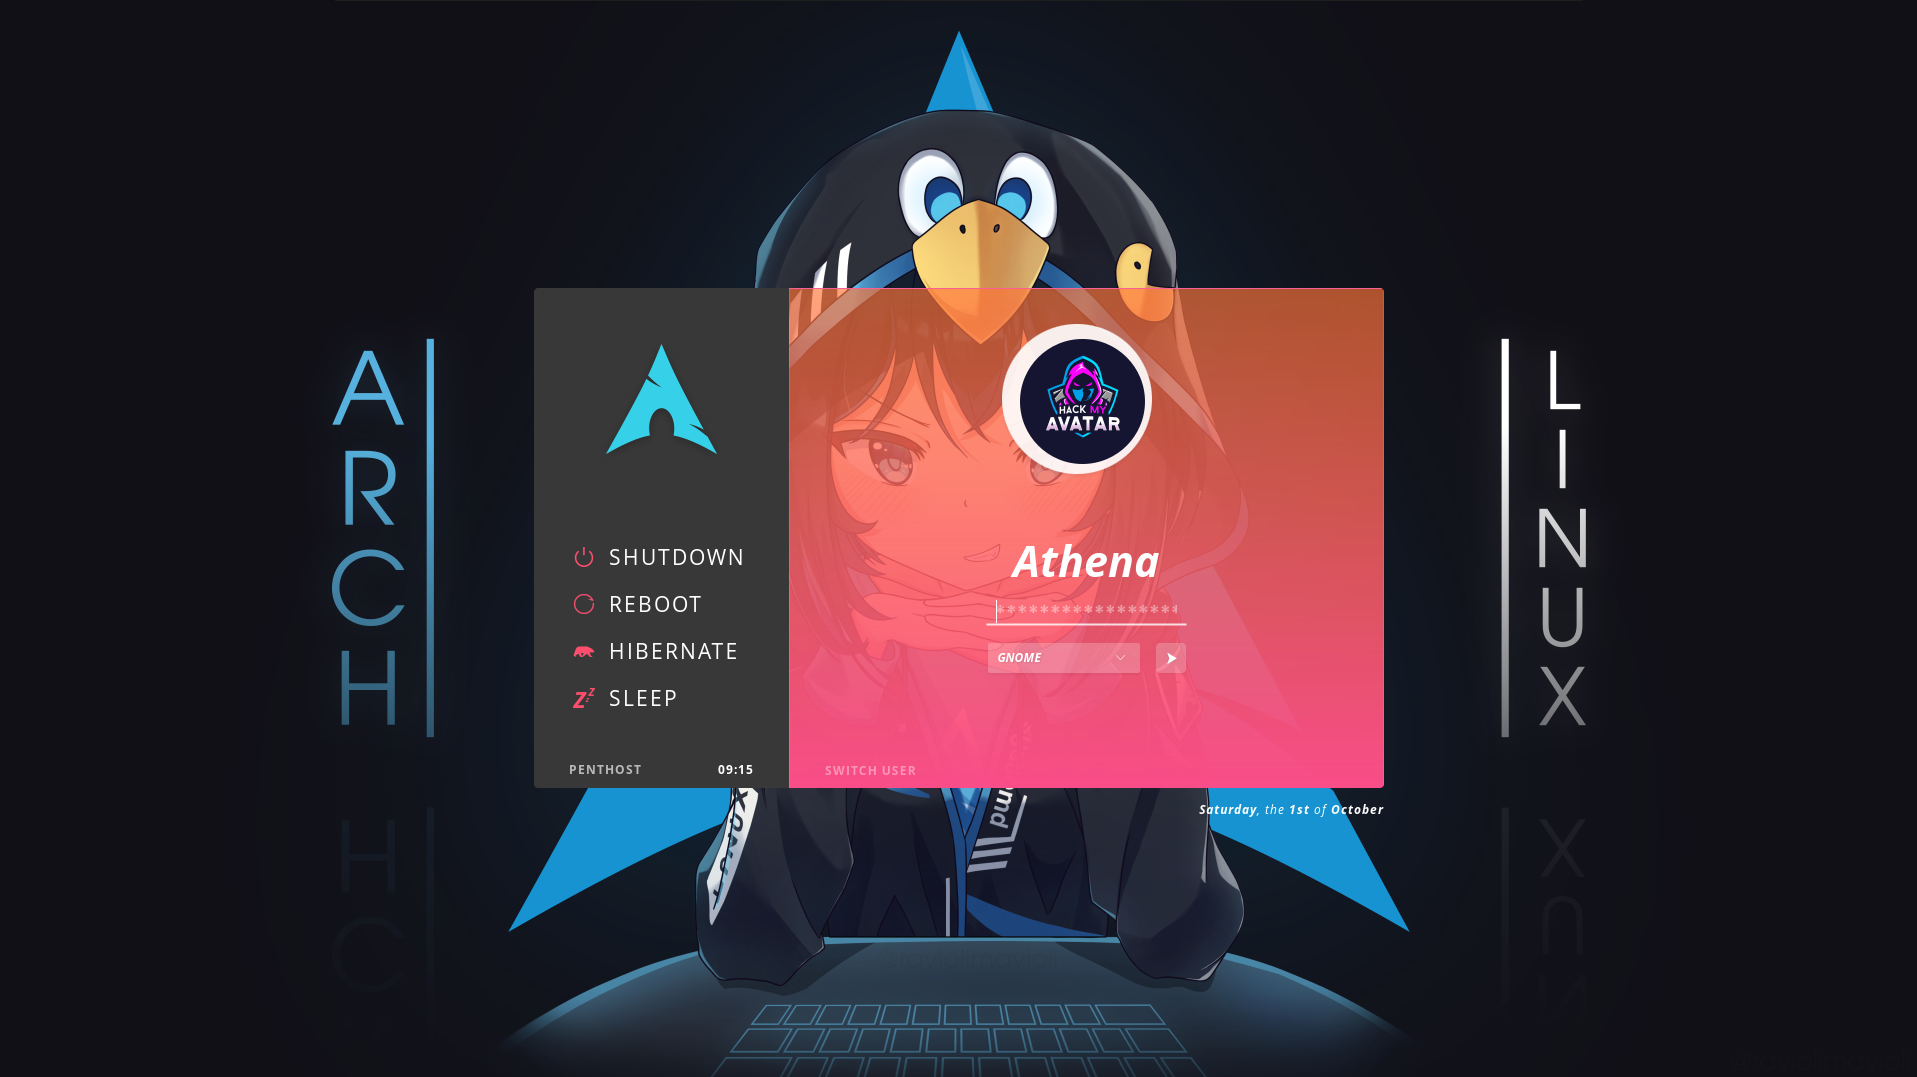 ARCH
LINUX
HACK MY
AVATAR
SHUTDOWN
REBOOT
HIBERNATE
SLEEP
PENTHOST
09:15
Athena
****************
GNOME
SWITCH USER
Saturday, the 1st of October